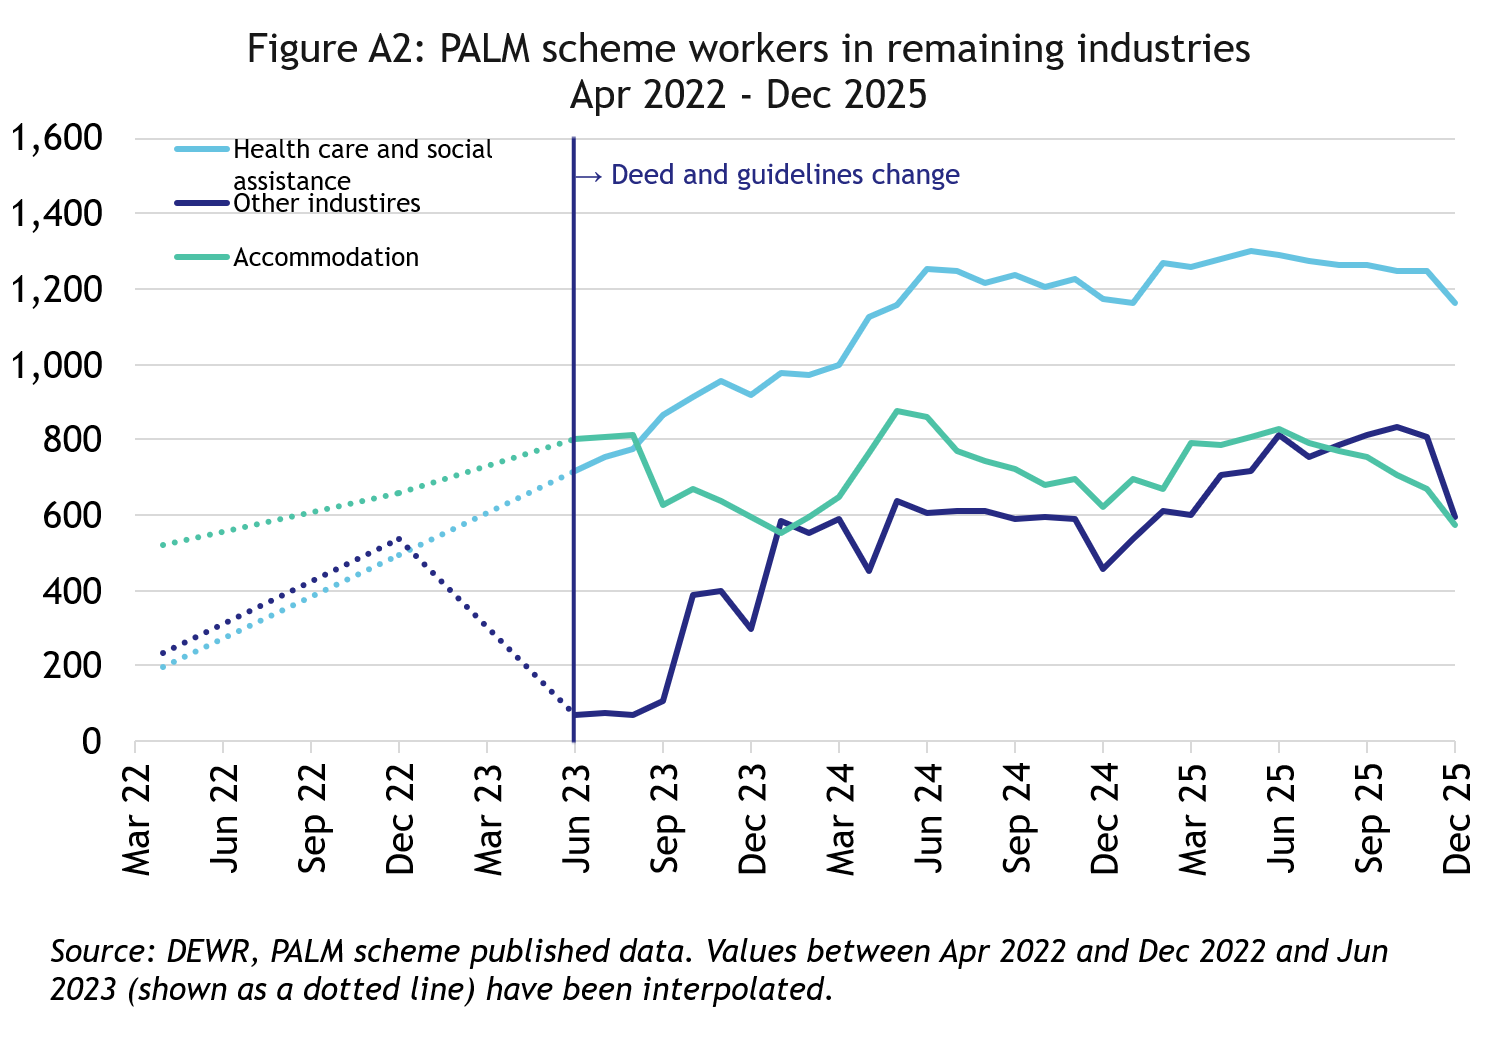 Figure A2: PALM scheme workers in remaining industries
Apr 2022 - Dec 2025
1,600
1,400
1,200
1,000
800
600
400
200
0
Health care and social
assistance
Other industires
Accommodation
→ Deed and guidelines change
Mar 22
Jun 22
Sep 22
Dec 22
Mar 23
Jun 23
Sep 23
Dec 23
Mar 24
Jun 24
Sep 24
Dec 24
Mar 25
Jun 25
Sep 25
Dec 25
Source: DEWR, PALM scheme published data. Values between Apr 2022 and Dec 2022 and Jun
2023 (shown as a dotted line) have been interpolated.